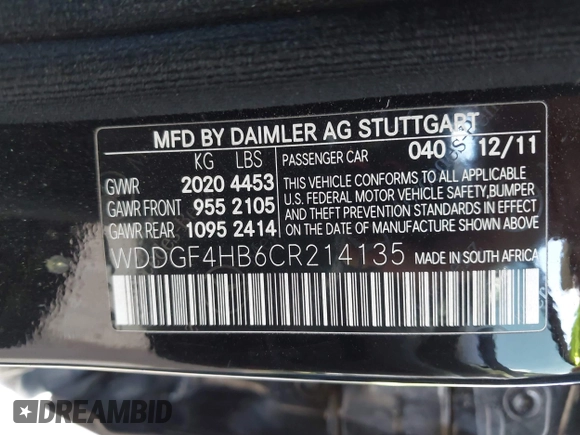 MFD BY DAIMLER AG STUTTGART
KG LBS PASSENGER CAR 040 12/11
GVWR 2020 4453
GAWR FRONT 955 2105
GAWR REAR 1095 2414
THIS VEHICLE CONFORMS TO ALL APPLICABLE
U.S. FEDERAL MOTOR VEHICLE SAFETY, BUMPER
AND THEFT PREVENTION STANDARDS IN EFFECT
ON THE DATE OF MANUFACTURE SHOWN ABOVE.
WDDGF4HB6CR214135 MADE IN SOUTH AFRICA
DREAMBID